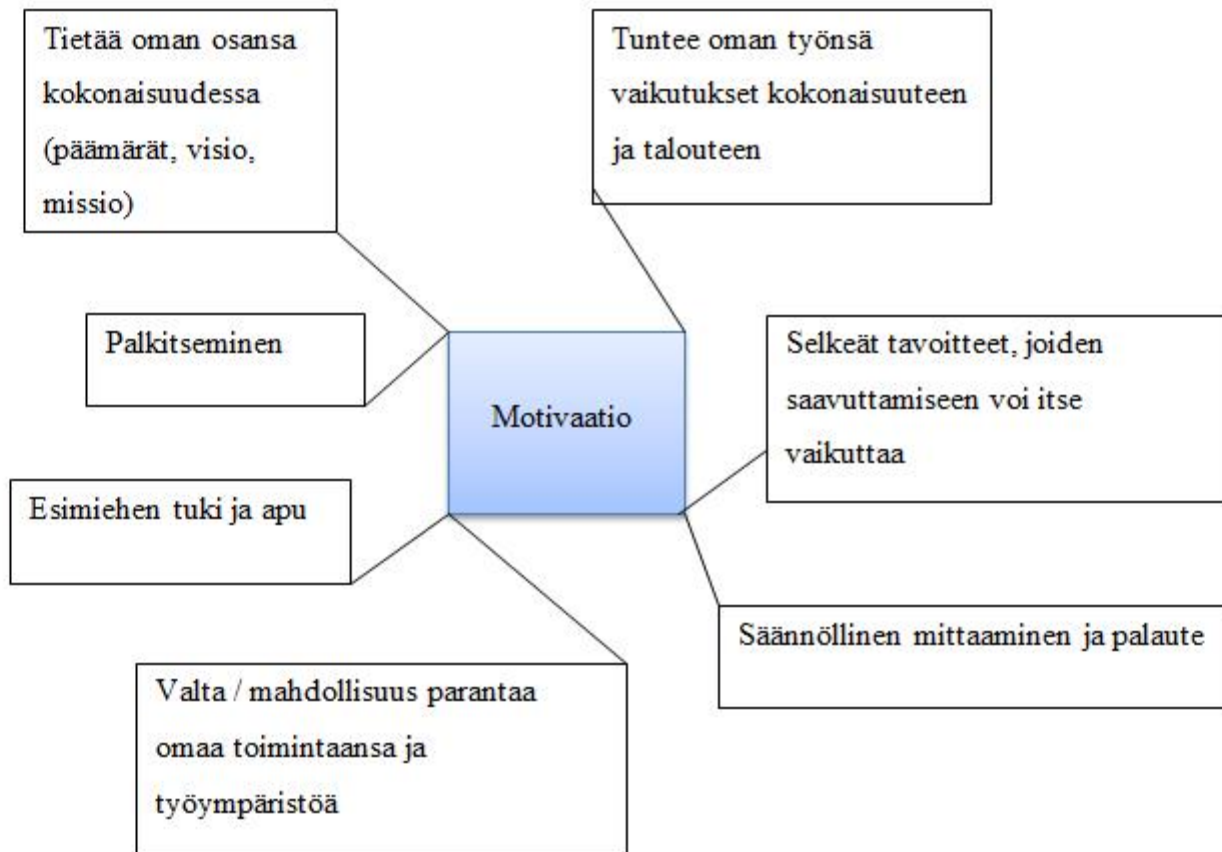 Tietää oman osansa
kokonaisuudessa
(päämärät, visio,
missio)
Tuntee oman työnsä
vaikutukset kokonaisuuteen
ja talouteen
Palkitseminen
Motivaatio
Selkeät tavoitteet, joiden
saavuttamiseen voi itse
vaikuttaa
Esimiehen tuki ja apu
Säännöllinen mittaaminen ja palaute
Valta / mahdollisuus parantaa
omaa toimintaansa ja
työympäristöä